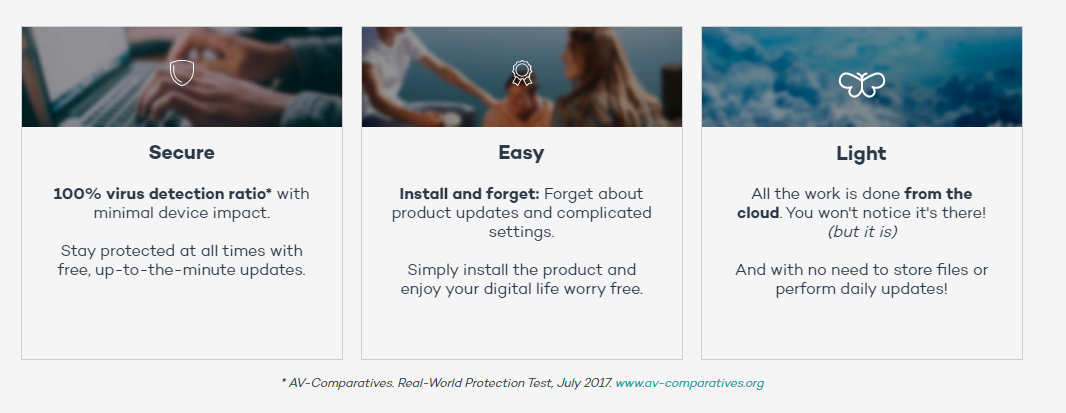 Secure
100% virus detection ratio* with
minimal device impact.
Stay protected at all times with
free, up-to-the-minute updates.
Easy
Install and forget: Forget about
product updates and complicated
settings.
Simply install the product and
enjoy your digital life worry free.
Light
All the work is done from the
cloud. You won't notice it's there!
(but it is)
And with no need to store files or
perform daily updates!
* AV-Comparatives. Real-World Protection Test, July 2017. www.av-comparatives.org